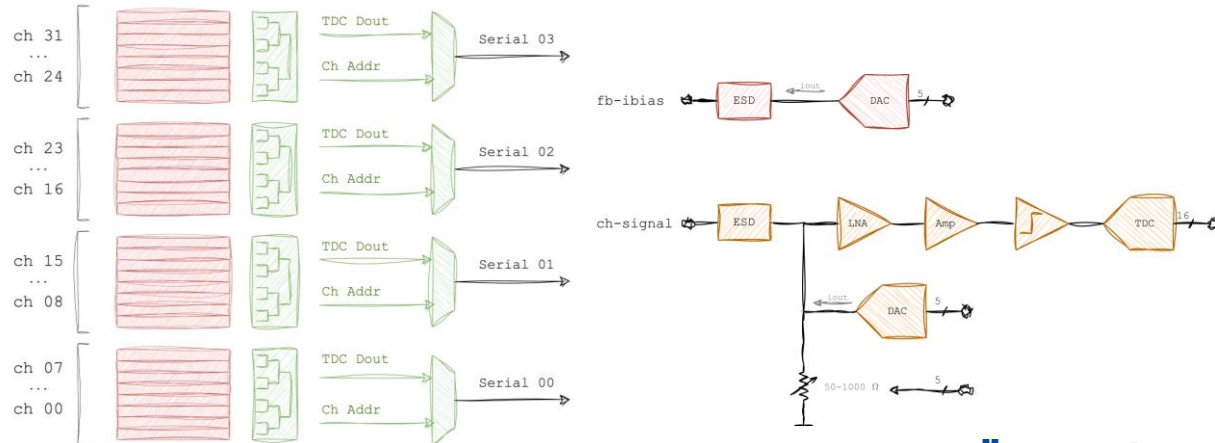 ch 31
...
ch 24
TDC Dout
Ch Addr
Serial 03
ch 23
...
ch 16
TDC Dout
Ch Addr
Serial 02
ch 15
...
ch 08
TDC Dout
Ch Addr
Serial 01
ch 07
...
ch 00
TDC Dout
Ch Addr
Serial 00
fb-ibias
ESD
iout
DAC
5
ch-signal
ESD
LNA
Amp
TDC
16
iout
DAC
5
50-1000 Ω
5